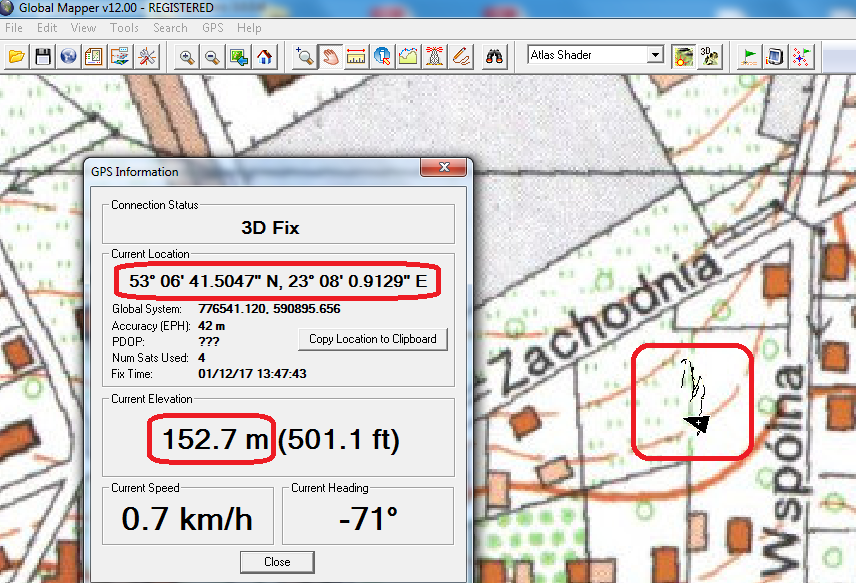 Global Mapper v12.00 - REGISTERED
File Edit View Tools Search GPS Help
Atlas Shader
3D
GPS Information
Connection Status
3D Fix
Current Location
53° 06' 41.5047" N, 23° 08' 0.9129" E
Global System: 776541.120, 590895.656
Accuracy (EPH): 42 m
PDOP: ???
Copy Location to Clipboard
Num Sats Used: 4
Fix Time: 01/12/17 13:47:43
Current Elevation
152.7 m (501.1 ft)
Current Speed
0.7 km/h
Current Heading
-71°
Close
Zachodnia
Wspólna